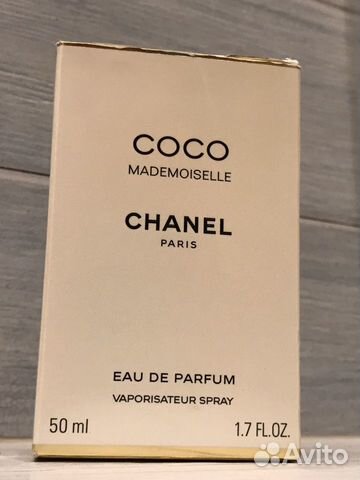 COCO
MADEMOISELLE
CHANEL
PARIS
EAU DE PARFUM
VAPORISATEUR SPRAY
50 ml 1.7 FL.OZ.
Avito